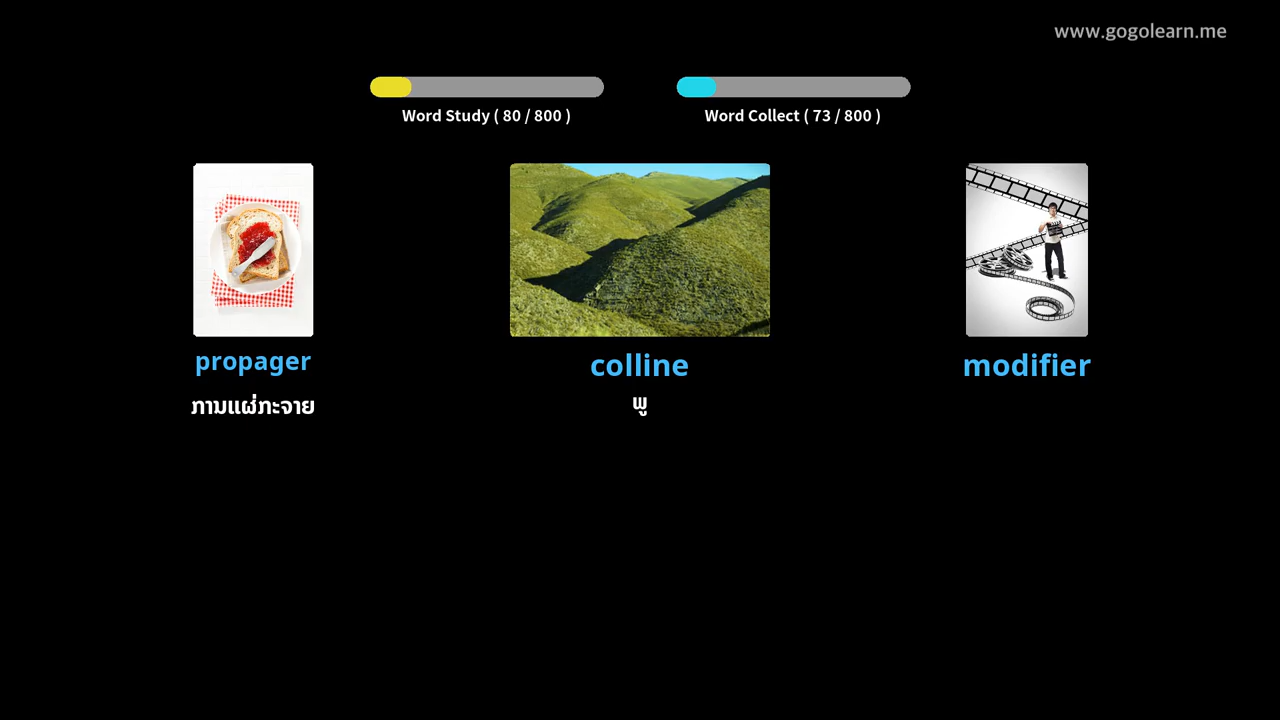 www.gogolearn.me
Word Study ( 80 / 800 )
Word Collect ( 73 / 800 )
propager
colline
modifier
ການແຜ່ກະຈາຍ
ພູ